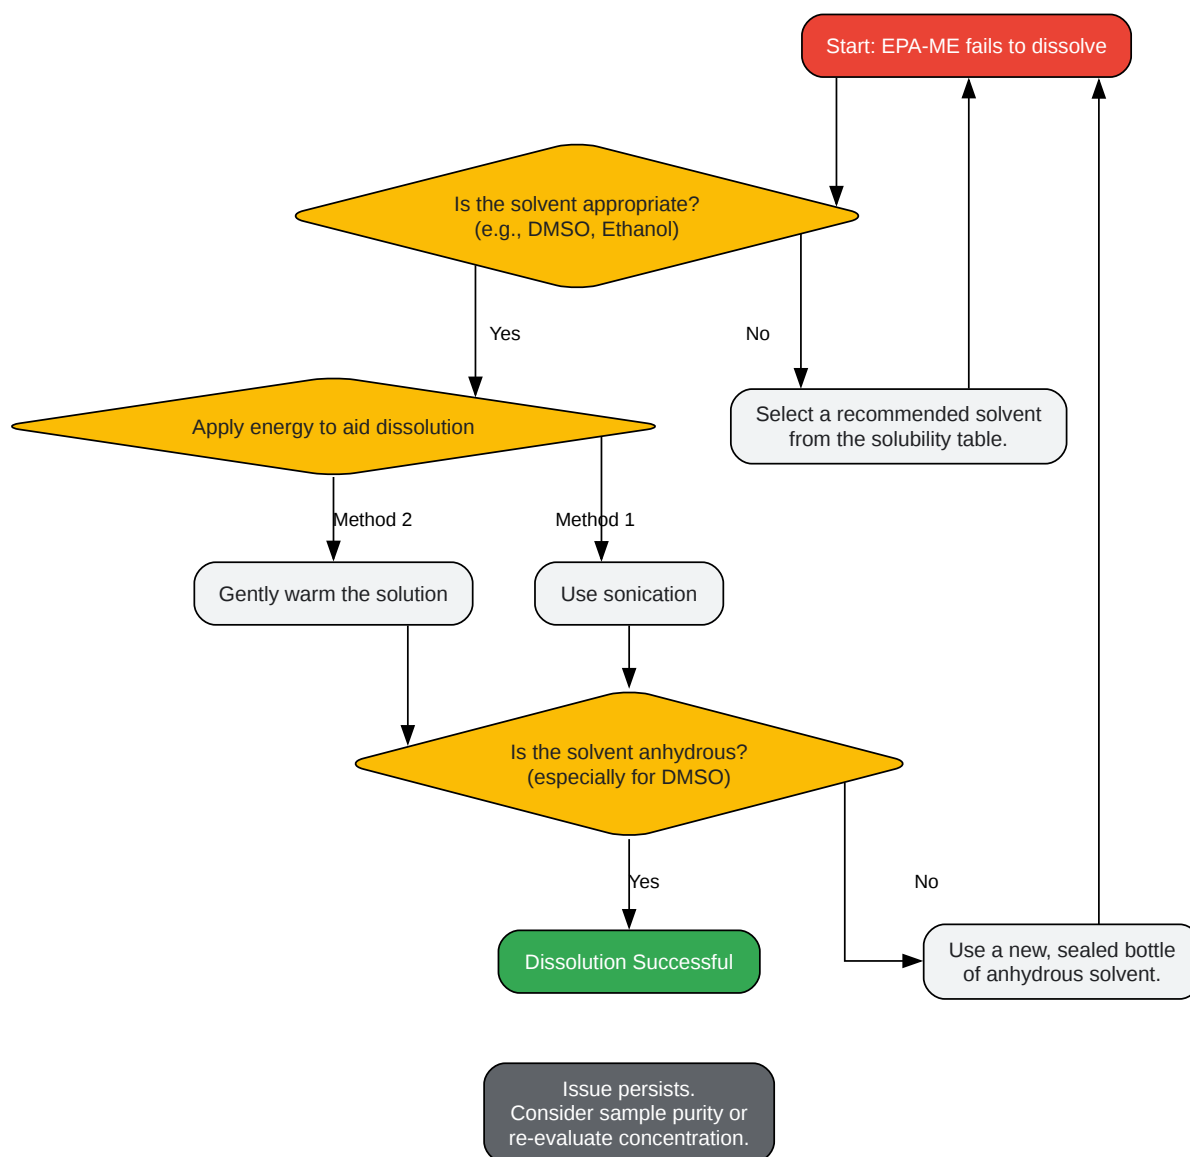 Start: EPA-ME fails to dissolve
Is the solvent appropriate?
(e.g., DMSO, Ethanol)
Yes
No
Select a recommended solvent
from the solubility table.
Apply energy to aid dissolution
Method 2
Method 1
Gently warm the solution
Use sonication
Is the solvent anhydrous?
(especially for DMSO)
Yes
No
Use a new, sealed bottle
of anhydrous solvent.
Dissolution Successful
Issue persists.
Consider sample purity or
re-evaluate concentration.